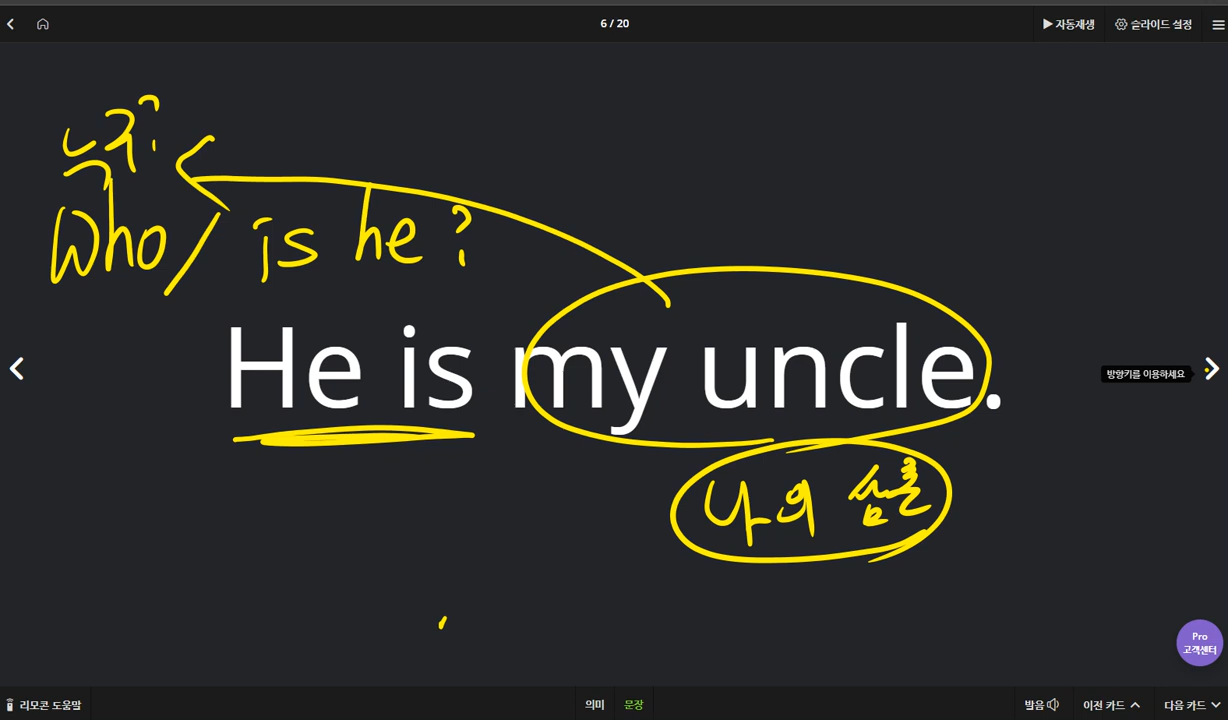 6 / 20
▶ 자동재생
슬라이드 설정
누구?
Who / is he?
He is my uncle.
방향키를 이용하세요
나의 삼촌
Pro
고객센터
리모콘 도움말
의미
문장
발음
이전 카드
다음 카드